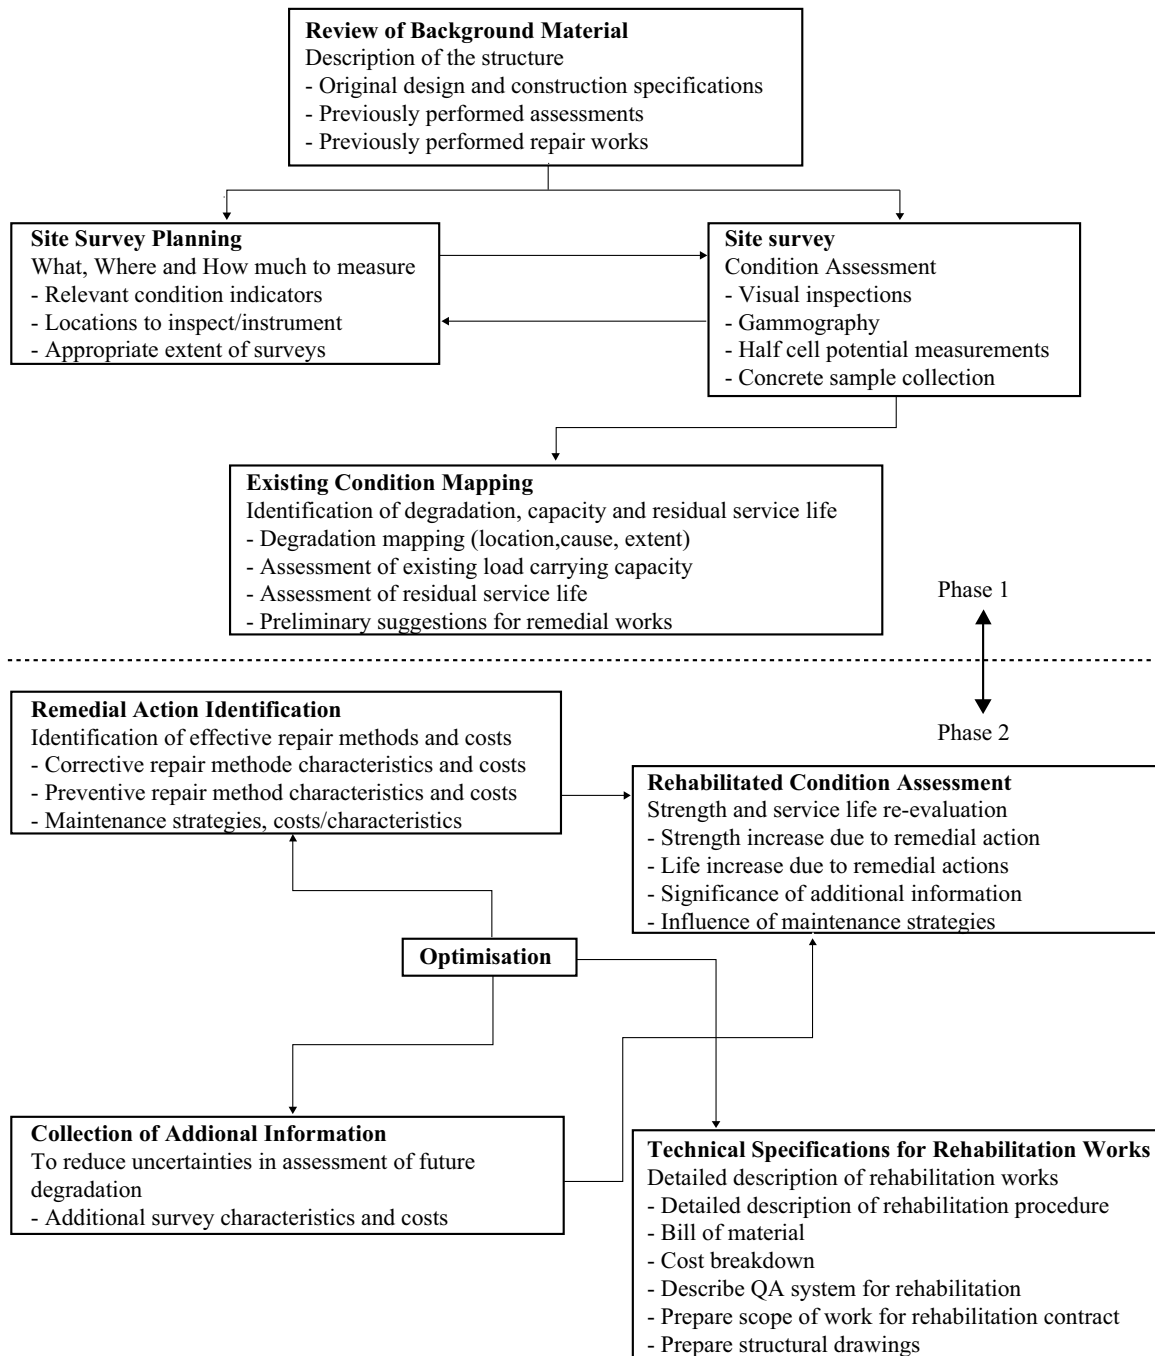 Review of Background Material
Description of the structure
- Original design and construction specifications
- Previously performed assessments
- Previously performed repair works
Site Survey Planning
What, Where and How much to measure
- Relevant condition indicators
- Locations to inspect/instrument
- Appropriate extent of surveys
Site survey
Condition Assessment
- Visual inspections
- Gammography
- Half cell potential measurements
- Concrete sample collection
Existing Condition Mapping
Identification of degradation, capacity and residual service life
- Degradation mapping (location,cause, extent)
- Assessment of existing load carrying capacity
- Assessment of residual service life
- Preliminary suggestions for remedial works
Phase 1
Phase 2
Remedial Action Identification
Identification of effective repair methods and costs
- Corrective repair methode characteristics and costs
- Preventive repair method characteristics and costs
- Maintenance strategies, costs/characteristics
Rehabilitated Condition Assessment
Strength and service life re-evaluation
- Strength increase due to remedial action
- Life increase due to remedial actions
- Significance of additional information
- Influence of maintenance strategies
Optimisation
Collection of Addional Information
To reduce uncertainties in assessment of future
degradation
- Additional survey characteristics and costs
Technical Specifications for Rehabilitation Works
Detailed description of rehabilitation works
- Detailed description of rehabilitation procedure
- Bill of material
- Cost breakdown
- Describe QA system for rehabilitation
- Prepare scope of work for rehabilitation contract
- Prepare structural drawings